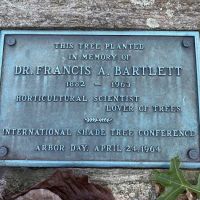 THIS TREE PLANTED
IN MEMORY OF
DR. FRANCIS A. BARTLETT
1882 – 1963
HORTICULTURAL SCIENTIST
LOVER OF TREES
INTERNATIONAL SHADE TREE CONFERENCE
ARBOR DAY, APRIL 24, 1964